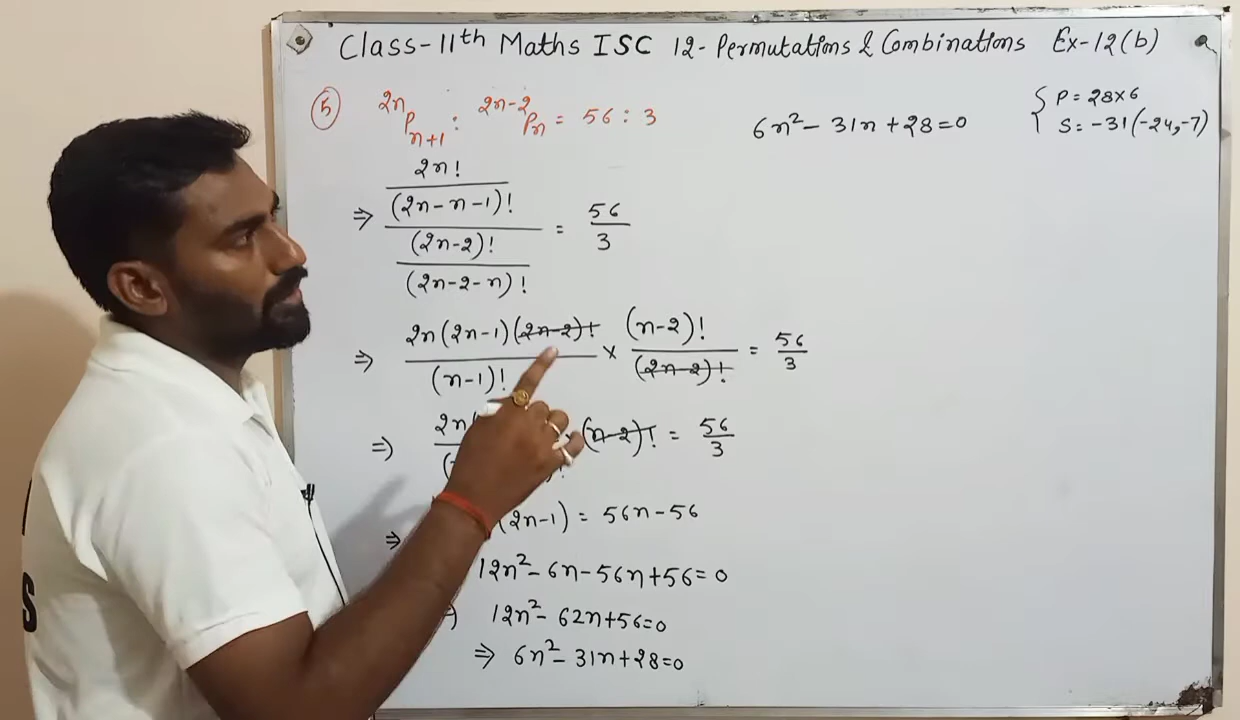 Class-11th Maths ISC 12-Permutations & Combinations Ex-12(b)
⑤ 2nPn+1 : 2n-2Pn = 56 : 3
⇒ 2n! / (2n-n-1)! / (2n-2)! / (2n-2-n)! = 56/3
⇒ 2n(2n-1)(2n-2)! / (n-1)! × (n-2)! / (2n-2)! = 56/3
⇒ 2n (n-2)! = 56/3
⇒ (2n-1) = 56n-56
12n²-6n-56n+56=0
12n²-62n+56=0
⇒ 6n²-31n+28=0
6n²-31n+28=0
P=28×6
S=-31(-24,-7)